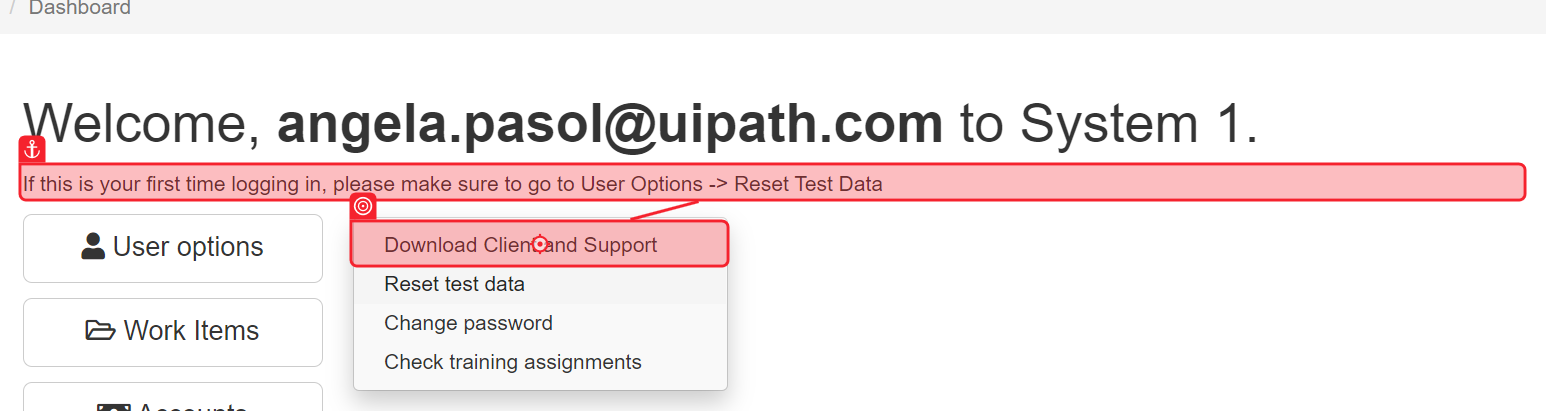 / Dashboard
Welcome, angela.pasol@uipath.com to System 1.
If this is your first time logging in, please make sure to go to User Options -> Reset Test Data
User options
Download Client and Support
Reset test data
Work Items
Change password
Check training assignments
Accounts